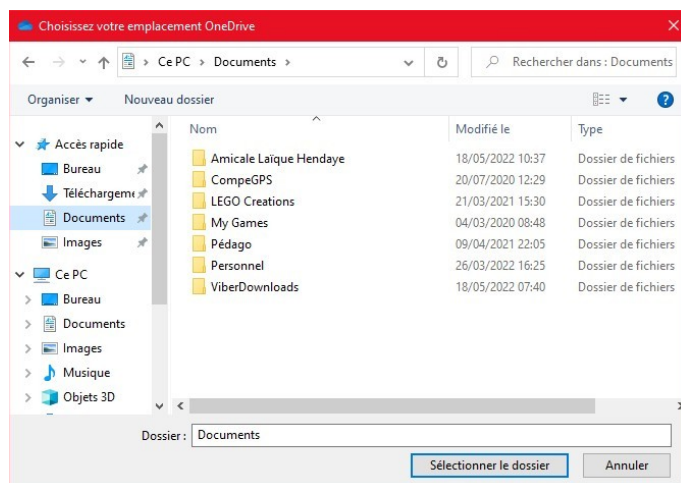 Choisissez votre emplacement OneDrive
Ce PC > Documents >
Rechercher dans : Documents
Organiser Nouveau dossier
Nom Modifié le Type
Accès rapide
Bureau
Téléchargeme
Documents
Images
Ce PC
Bureau
Documents
Images
Musique
Objets 3D
Amicale Laïque Hendaye 18/05/2022 10:37 Dossier de fichiers
CompeGPS 20/07/2020 12:29 Dossier de fichiers
LEGO Creations 21/03/2021 15:30 Dossier de fichiers
My Games 04/03/2020 08:48 Dossier de fichiers
Pédago 09/04/2021 22:05 Dossier de fichiers
Personnel 26/03/2022 16:25 Dossier de fichiers
ViberDownloads 18/05/2022 07:40 Dossier de fichiers
Dossier : Documents
Sélectionner le dossier Annuler